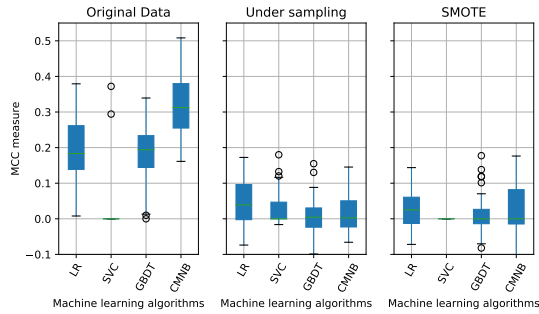 Original Data
Under sampling
SMOTE
MCC measure
0.5
0.4
0.3
0.2
0.1
0.0
−0.1
LR
SVC
GBDT
CMNB
LR
SVC
GBDT
CMNB
LR
SVC
GBDT
CMNB
Machine learning algorithms
Machine learning algorithms
Machine learning algorithms